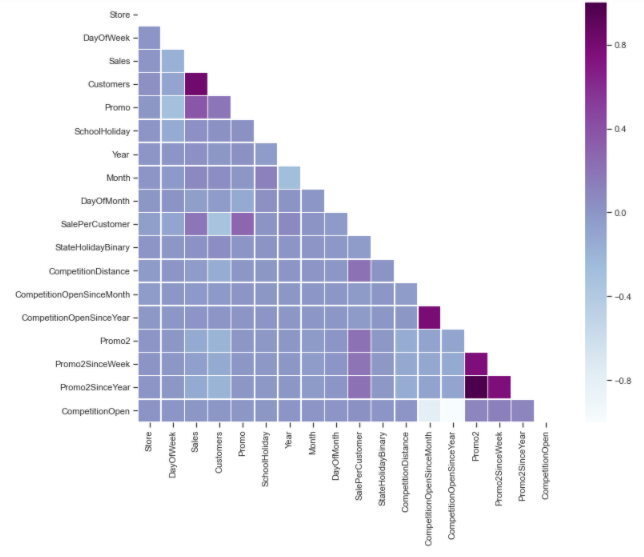 Store
DayOfWeek
Sales
Customers
Promo
SchoolHoliday
Year
Month
DayOfMonth
SalePerCustomer
StateHolidayBinary
CompetitionDistance
CompetitionOpenSinceMonth
CompetitionOpenSinceYear
Promo2
Promo2SinceWeek
Promo2SinceYear
CompetitionOpen
Store
DayOfWeek
Sales
Customers
Promo
SchoolHoliday
Year
Month
DayOfMonth
SalePerCustomer
StateHolidayBinary
CompetitionDistance
CompetitionOpenSinceMonth
CompetitionOpenSinceYear
Promo2
Promo2SinceWeek
Promo2SinceYear
CompetitionOpen
0.8
0.4
0.0
−0.4
−0.8